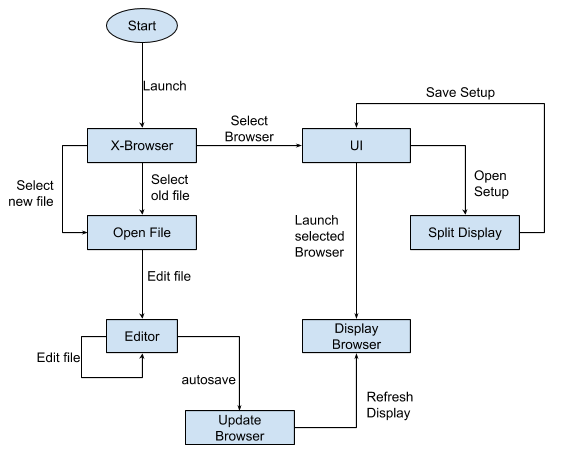 Start
Launch
X-Browser
Select
Browser
UI
Save Setup
Select
new file
Select
old file
Open
Setup
Open File
Launch
selected
Browser
Split Display
Edit file
Editor
Edit file
Display
Browser
autosave
Refresh
Display
Update
Browser